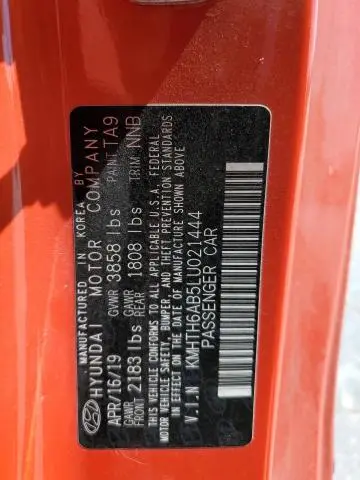 MANUFACTURED IN KOREA BY
HYUNDAI MOTOR COMPANY
APR/16/19 GVWR 3858 lbs PAINT TA9
GAWR FRONT 2183 lbs GAWR REAR 1808 lbs TRIM NNB
THIS VEHICLE CONFORMS TO ALL APPLICABLE U.S.A. FEDERAL
MOTOR VEHICLE SAFETY, BUMPER, AND THEFT PREVENTION STANDARDS
IN EFFECT ON THE DATE OF MANUFACTURE SHOWN ABOVE
V.I.N KMHTH6AB5LU021444
PASSENGER CAR